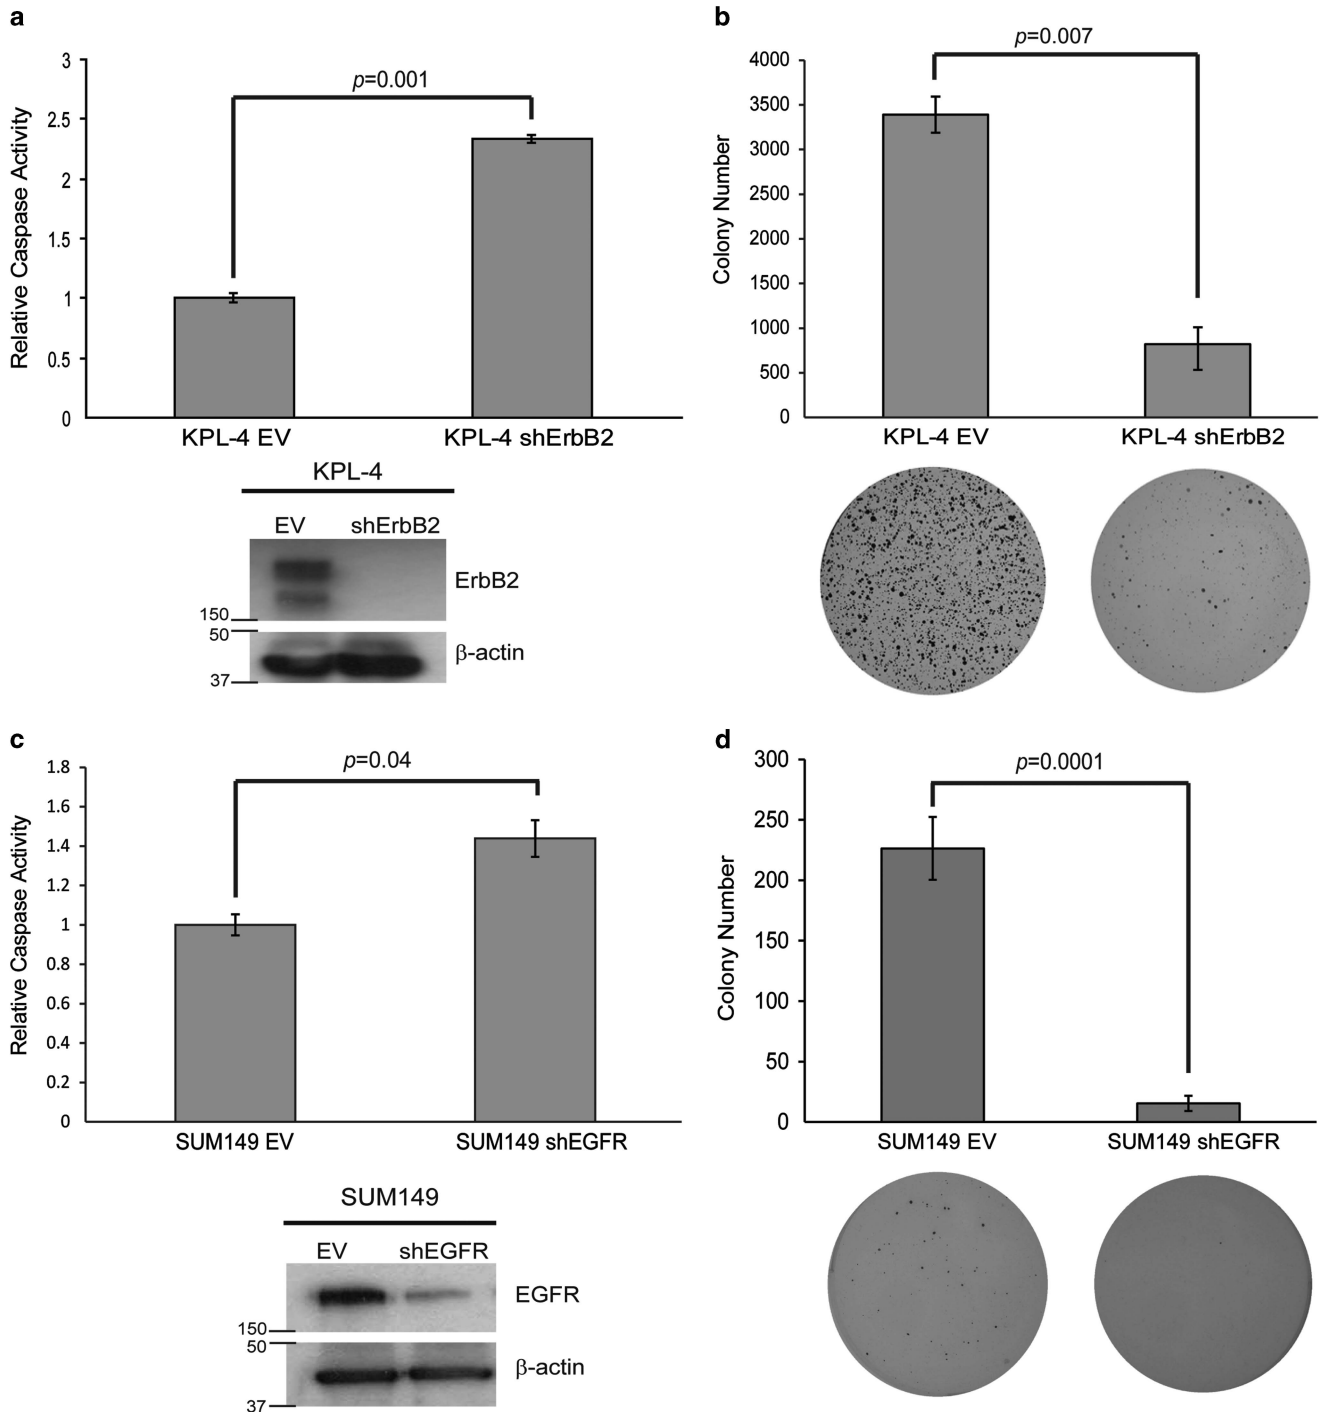 a
p=0.001
Relative Caspase Activity
3
2.5
2
1.5
1
0.5
0
KPL-4 EV
KPL-4 shErbB2
KPL-4
EV
shErbB2
ErbB2
150
50
β-actin
37
b
p=0.007
Colony Number
4000
3500
3000
2500
2000
1500
1000
500
0
KPL-4 EV
KPL-4 shErbB2
c
p=0.04
Relative Caspase Activity
1.8
1.6
1.4
1.2
1
0.8
0.6
0.4
0.2
0
SUM149 EV
SUM149 shEGFR
SUM149
EV
shEGFR
EGFR
150
50
β-actin
37
d
p=0.0001
Colony Number
300
250
200
150
100
50
0
SUM149 EV
SUM149 shEGFR